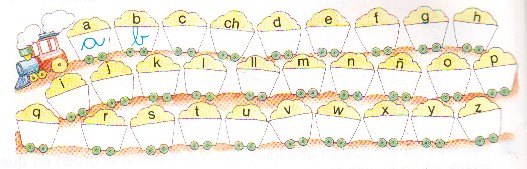 a b c ch d e f g h
a b
i j k l ll m n ñ o p
q r s t u v w x y z